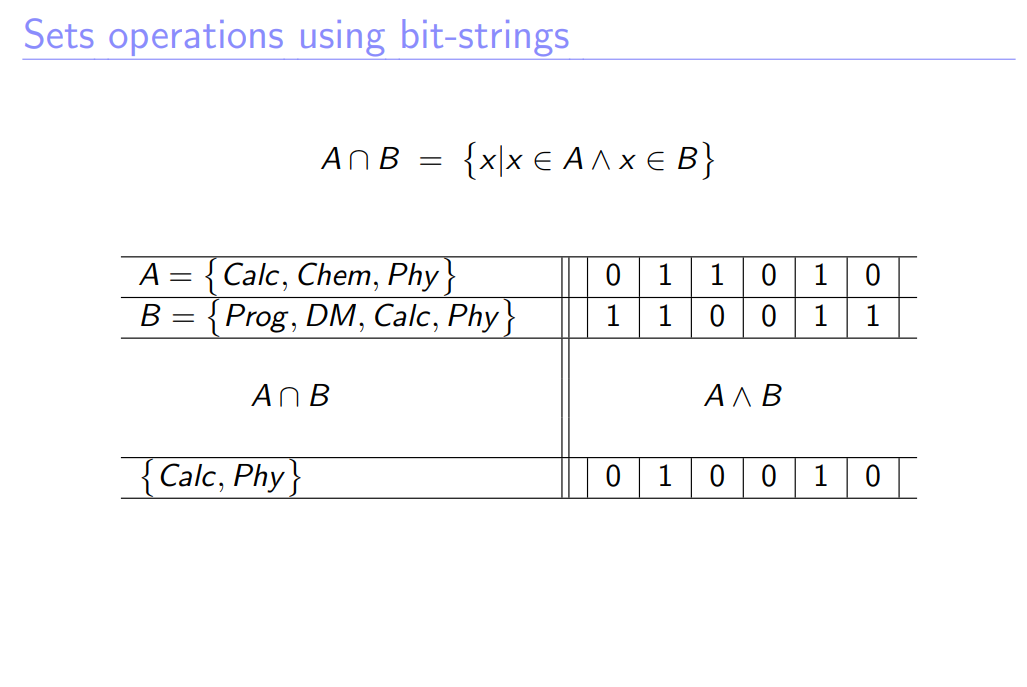 Sets operations using bit-strings
A ∩ B = {x|x ∈ A ∧ x ∈ B}
A = {Calc, Chem, Phy} 0 1 1 0 1 0
B = {Prog, DM, Calc, Phy} 1 1 0 0 1 1
A ∩ B A ∧ B
{Calc, Phy} 0 1 0 0 1 0